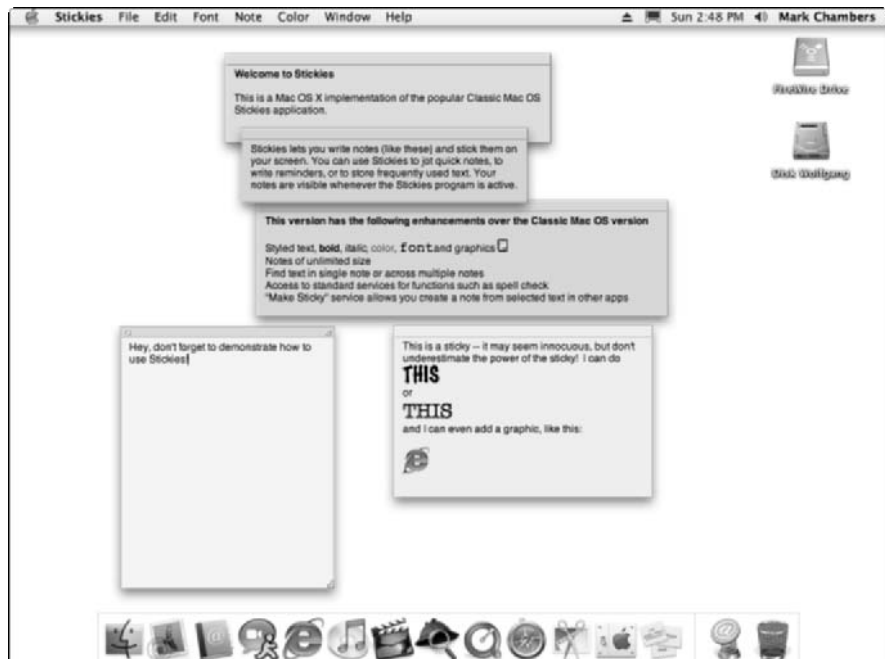 Stickies File Edit Font Note Color Window Help Sun 2:48 PM Mark Chambers
FireWire Drive
Disk Wolfgang
Welcome to Stickies
This is a Mac OS X implementation of the popular Classic Mac OS
Stickies application.
Stickies lets you write notes (like these) and stick them on
your screen. You can use Stickies to jot quick notes, to
write reminders, or to store frequently used text. Your
notes are visible whenever the Stickies program is active.
This version has the following enhancements over the Classic Mac OS version
Styled text, bold, italic, color, font and graphics
Notes of unlimited size
Find text in single note or across multiple notes
Access to standard services for functions such as spell check
"Make Sticky" service allows you create a note from selected text in other apps
Hey, don't forget to demonstrate how to
use Stickies!
This is a sticky -- it may seem innocuous, but don't
underestimate the power of the sticky! I can do
THIS
or
THIS
and I can even add a graphic, like this: